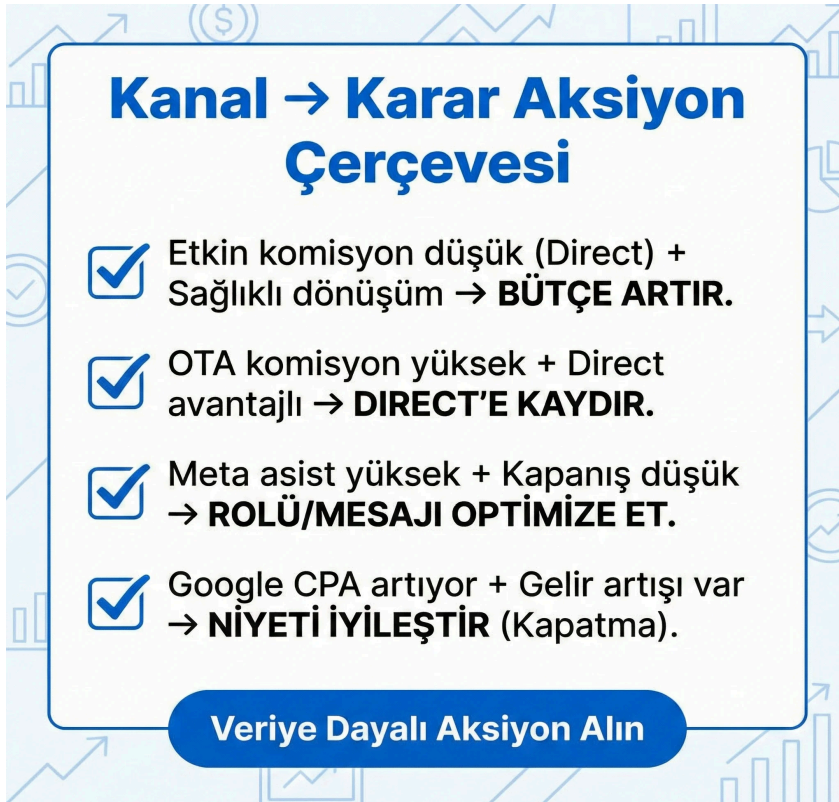 Kanal → Karar Aksiyon
Çerçevesi
Etkin komisyon düşük (Direct) +
Sağlıklı dönüşüm → BÜTÇE ARTIR.
OTA komisyon yüksek + Direct
avantajlı → DIRECT'E KAYDIR.
Meta asist yüksek + Kapanış düşük
→ ROLÜ/MESAJI OPTİMİZE ET.
Google CPA artıyor + Gelir artışı var
→ NİYETİ İYİLEŞTİR (Kapatma).
Veriye Dayalı Aksiyon Alın